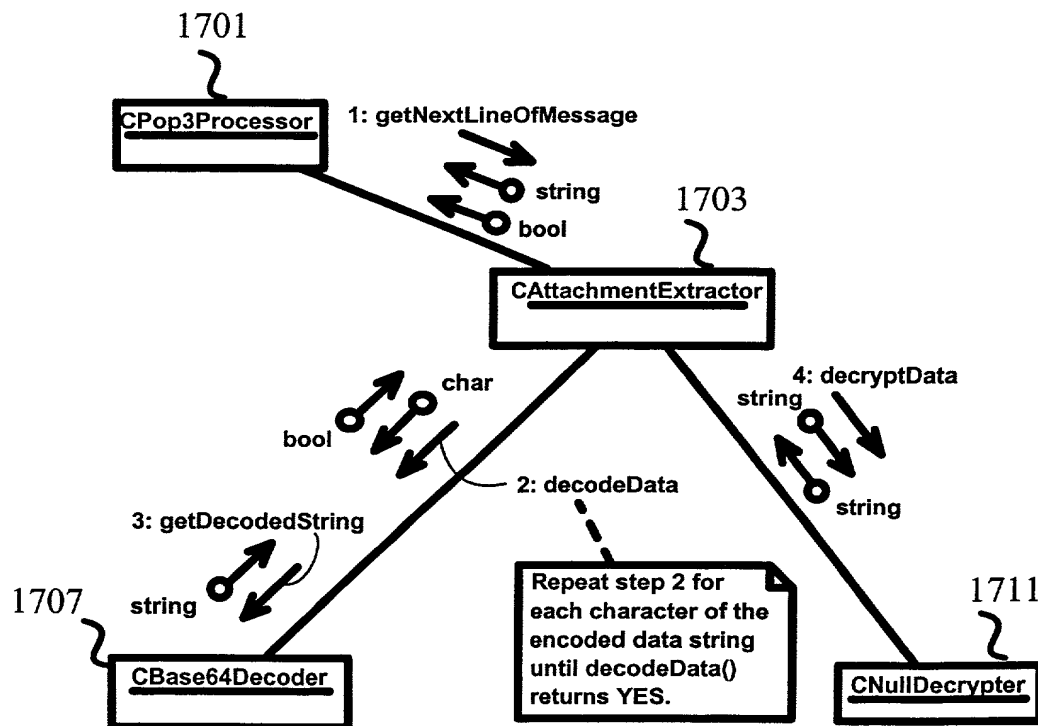 1701
CPop3Processor
1: getNextLineOfMessage
string
bool
1703
CAttachmentExtractor
char
bool
4: decryptData
string
string
2: decodeData
3: getDecodedString
string
Repeat step 2 for
each character of the
encoded data string
until decodeData()
returns YES.
1707
CBase64Decoder
1711
CNullDecrypter